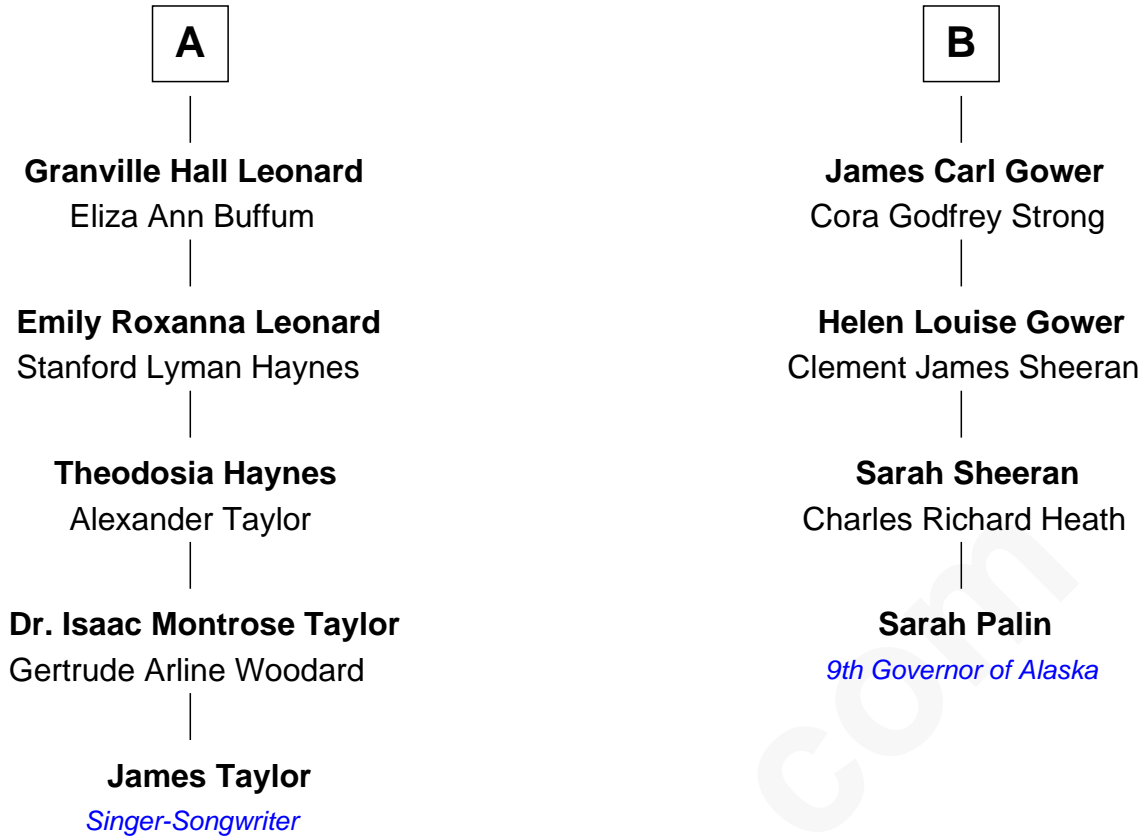 A
Granville Hall Leonard
Eliza Ann Buffum
Emily Roxanna Leonard
Stanford Lyman Haynes
Theodosia Haynes
Alexander Taylor
Dr. Isaac Montrose Taylor
Gertrude Arline Woodard
James Taylor
Singer-Songwriter
B
James Carl Gower
Cora Godfrey Strong
Helen Louise Gower
Clement James Sheeran
Sarah Sheeran
Charles Richard Heath
Sarah Palin
9th Governor of Alaska
com